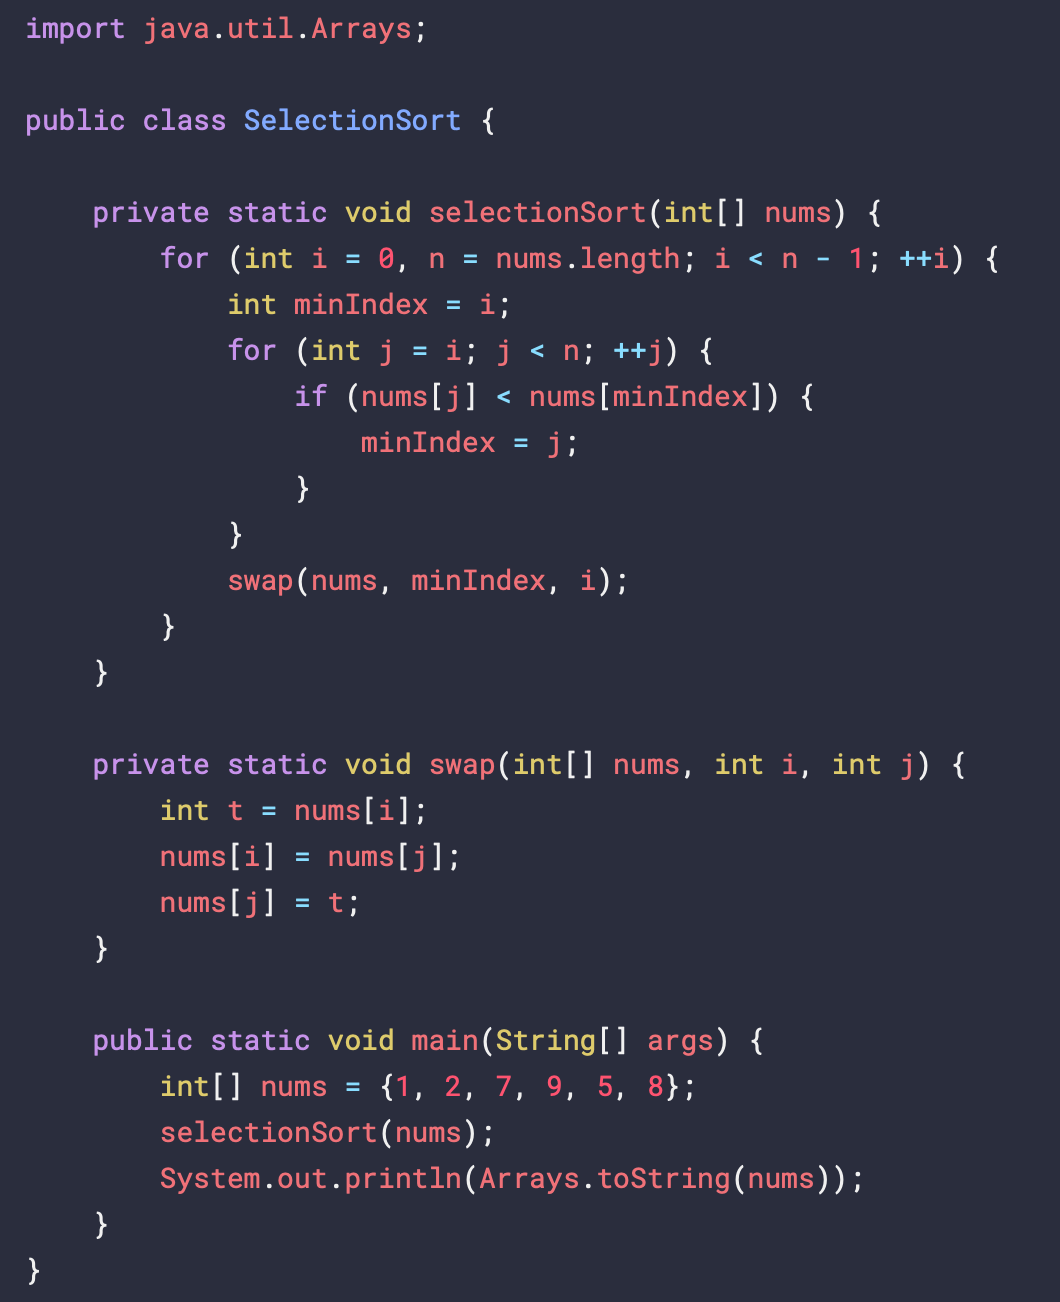 import java.util.Arrays;

public class SelectionSort {

    private static void selectionSort(int[] nums) {
        for (int i = 0, n = nums.length; i < n - 1; ++i) {
            int minIndex = i;
            for (int j = i; j < n; ++j) {
                if (nums[j] < nums[minIndex]) {
                    minIndex = j;
                }
            }
            swap(nums, minIndex, i);
        }
    }

    private static void swap(int[] nums, int i, int j) {
        int t = nums[i];
        nums[i] = nums[j];
        nums[j] = t;
    }

    public static void main(String[] args) {
        int[] nums = {1, 2, 7, 9, 5, 8};
        selectionSort(nums);
        System.out.println(Arrays.toString(nums));
    }
}